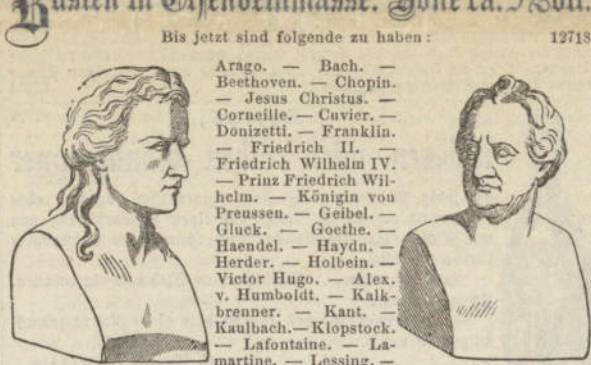 Büsten in Elfenbeinmasse. Höhe ca. 9 Zoll.
Bis jetzt sind folgende zu haben: 12718
Arago. — Bach. —
Beethoven. — Chopin.
— Jesus Christus. —
Corneille. — Cuvier. —
Donizetti. — Franklin.
— Friedrich II. —
Friedrich Wilhelm IV.
— Prinz Friedrich Wil-
helm. — Königin von
Preussen. — Geibel. —
Gluck. — Goethe. —
Haendel. — Haydn. —
Herder. — Holbein. —
Victor Hugo. — Alex.
v. Humboldt. — Kalk-
brenner. — Kant. —
Kaulbach. — Klopstock.
— Lafontaine. — La-
martine. — Lessing. —